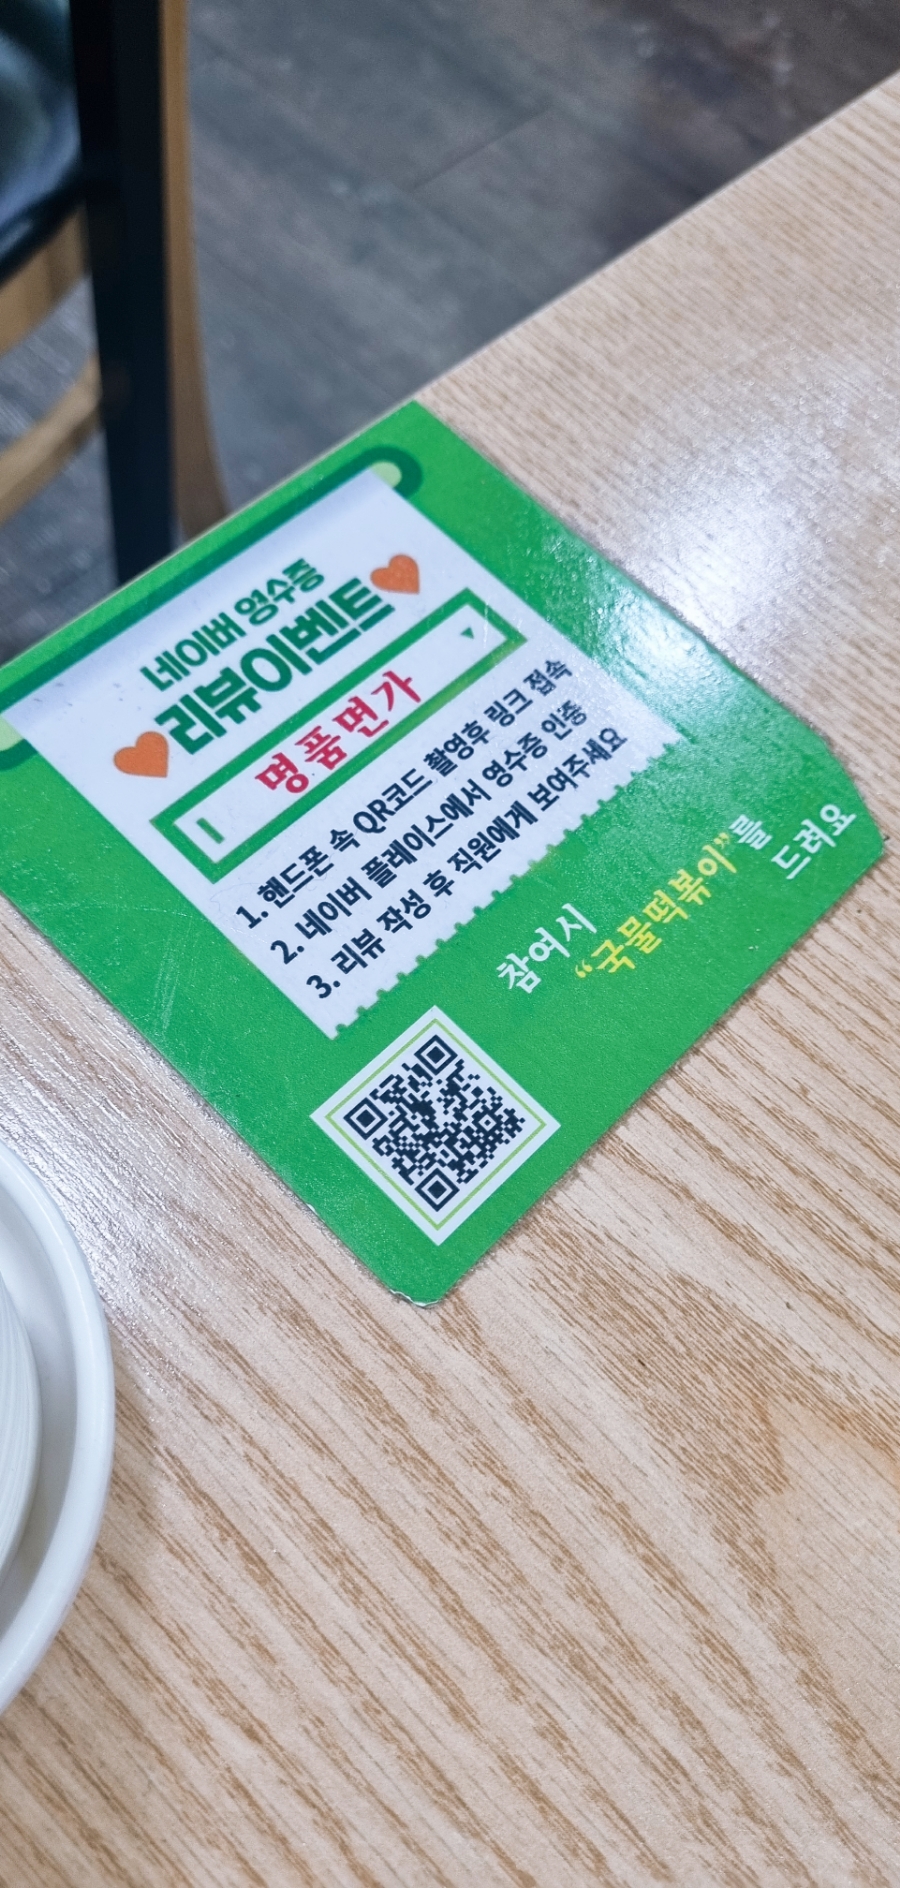 네이버 영수증
리뷰이벤트
명품면가
1. 핸드폰 속 QR코드 촬영후 링크 접속
2. 네이버 플레이스에서 영수증 인증
3. 리뷰 작성 후 직원에게 보여주세요
참여시
“국물떡볶이”를
드려요